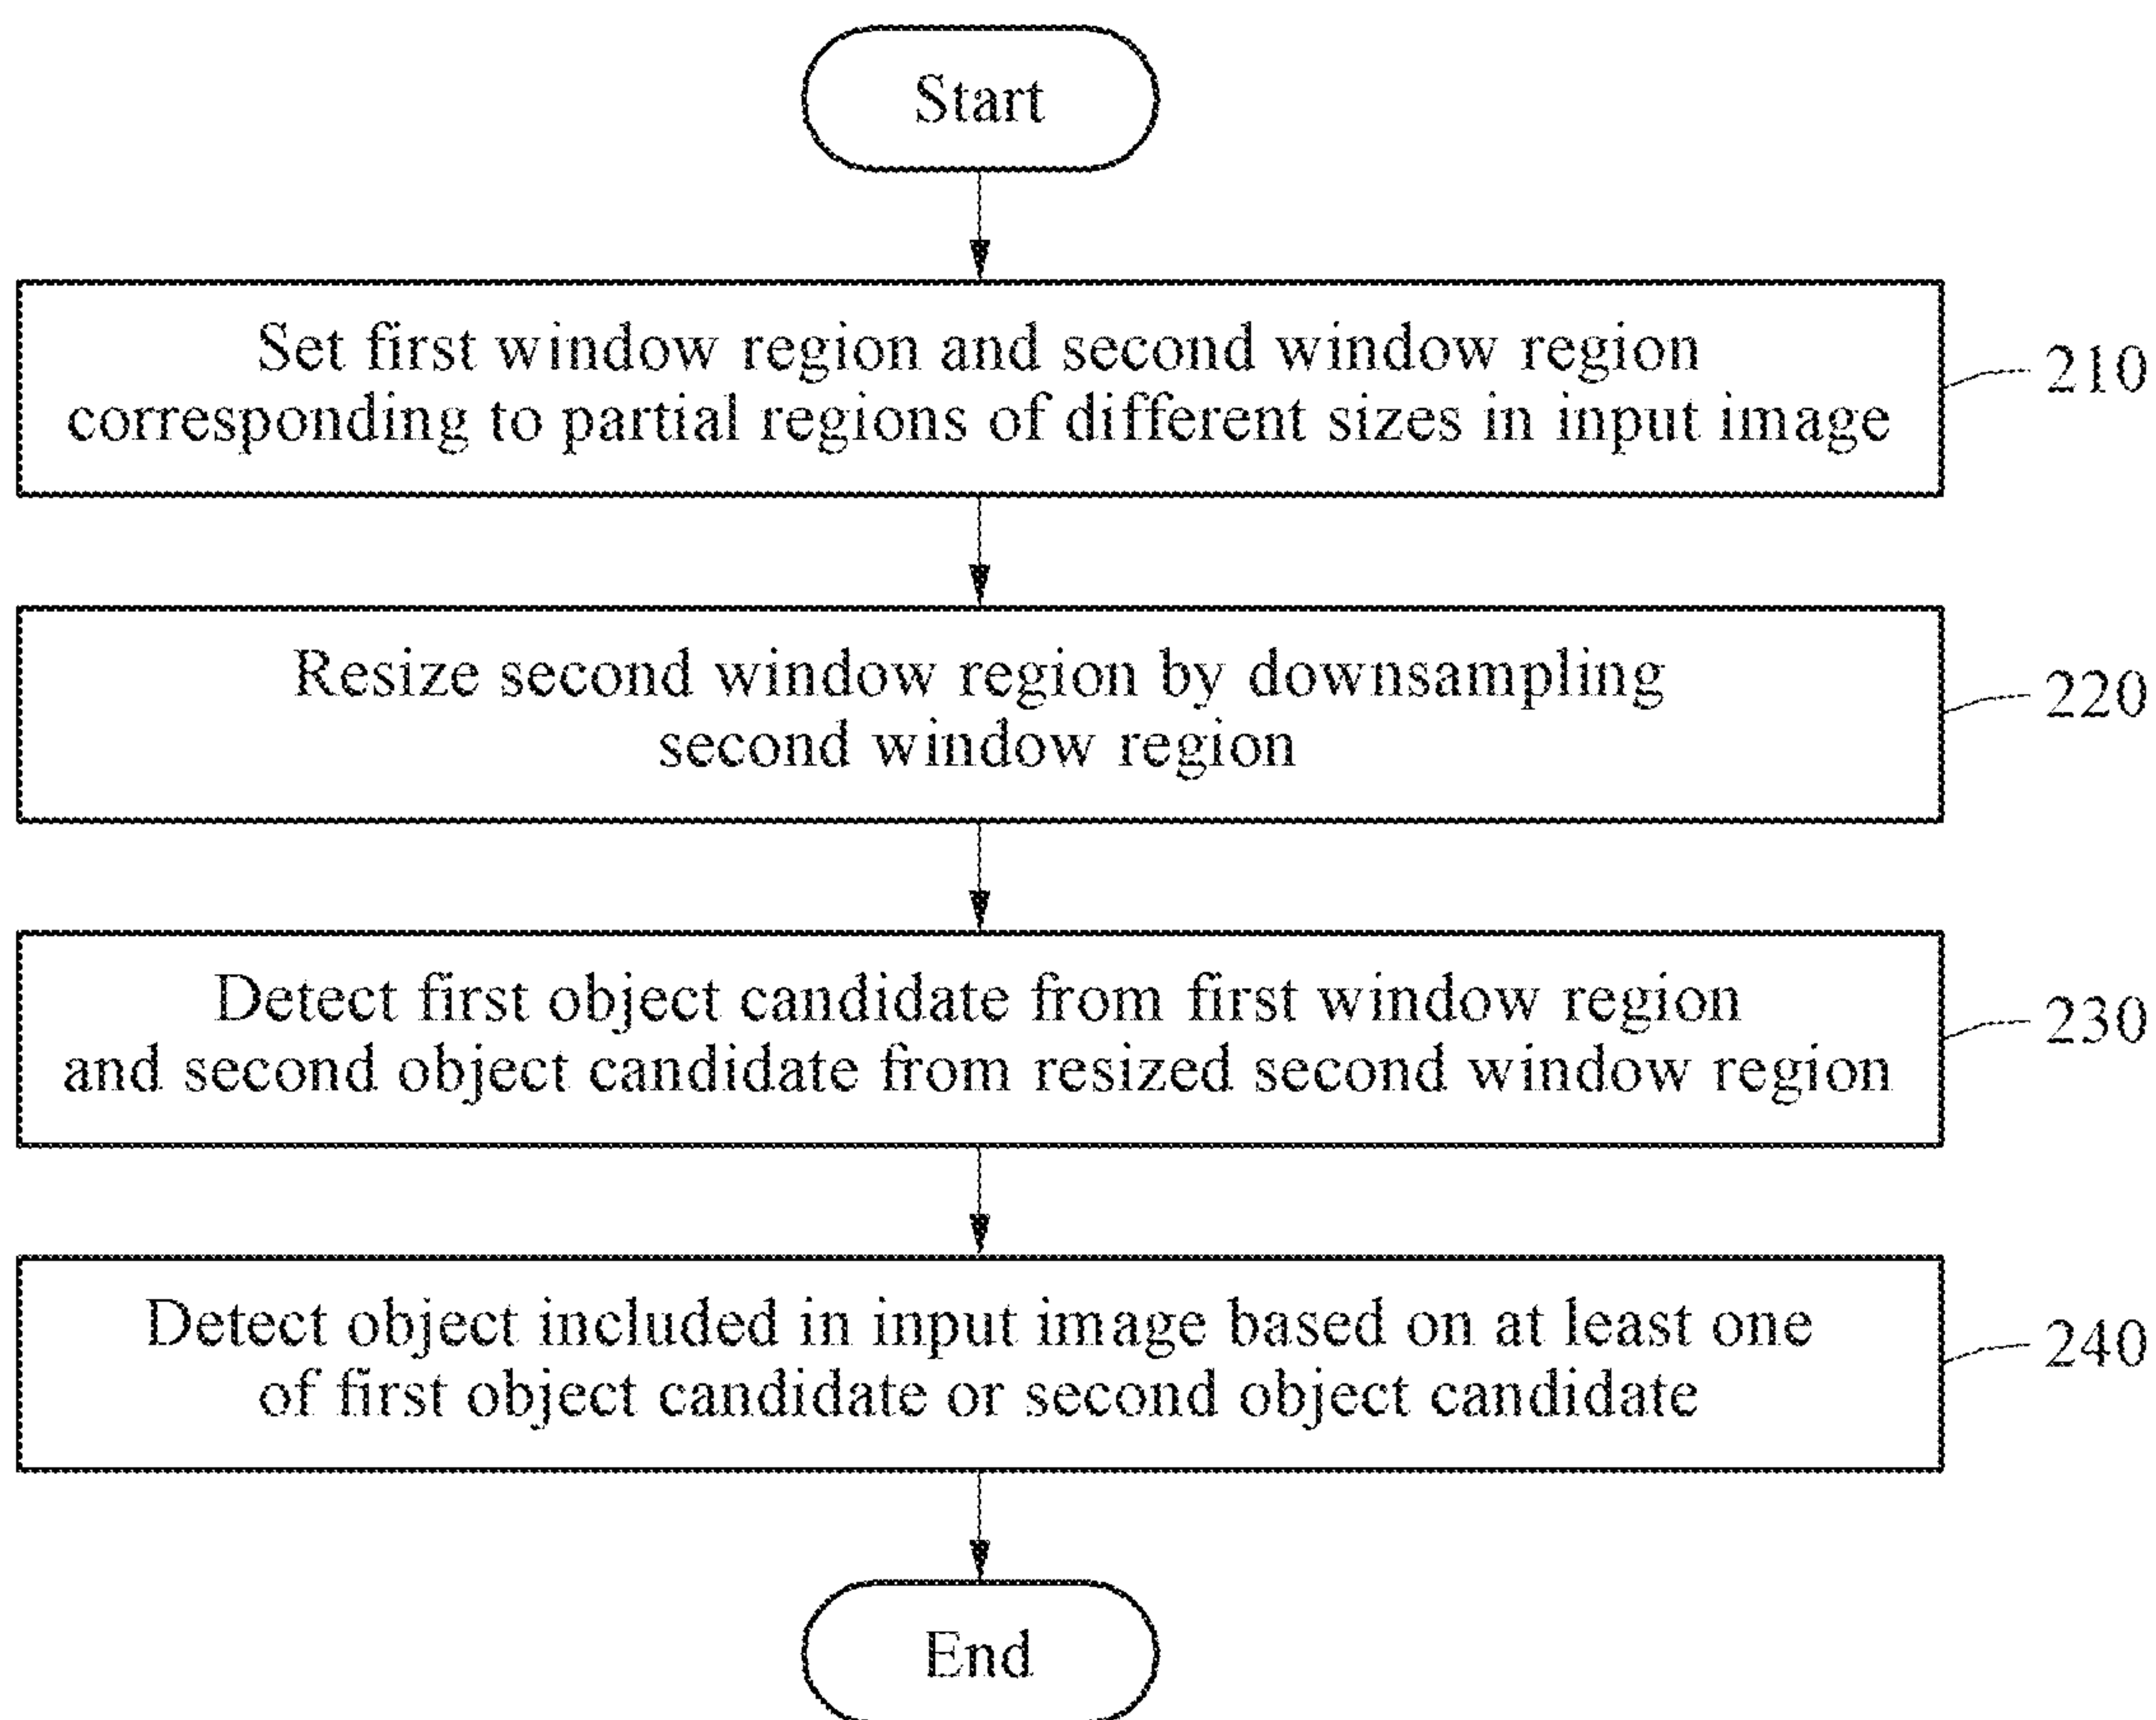 Start
Set first window region and second window region
corresponding to partial regions of different sizes in input image
210
Resize second window region by downsampling
second window region
220
Detect first object candidate from first window region
and second object candidate from resized second window region
230
Detect object included in input image based on at least one
of first object candidate or second object candidate
240
End